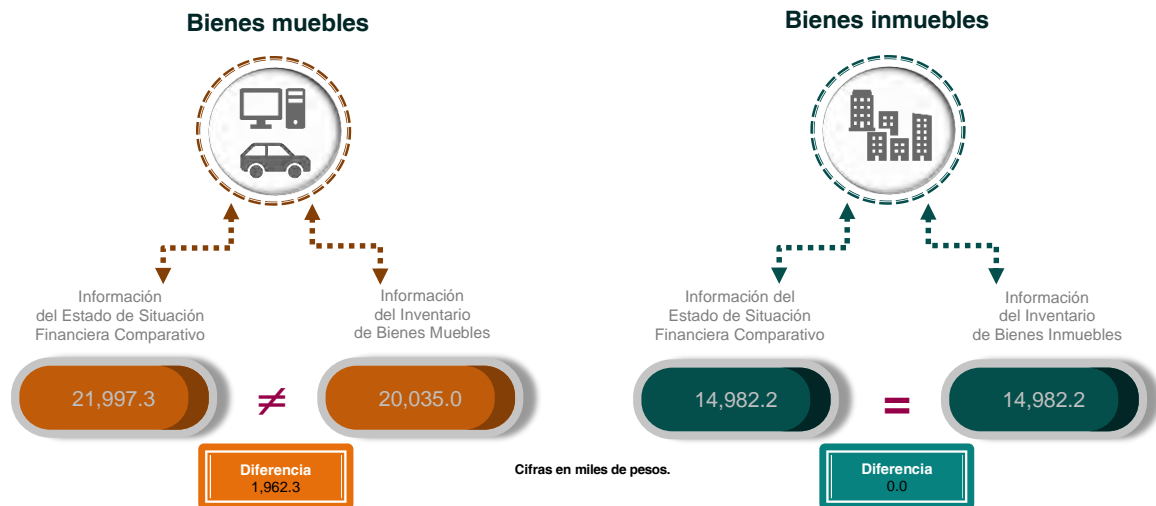 Bienes muebles
Información
del Estado de Situación
Financiera Comparativo
Información
del Inventario
de Bienes Muebles
21,997.3
≠
20,035.0
Diferencia
1,962.3
Cifras en miles de pesos.
Bienes inmuebles
Información del
Estado de Situación
Financiera Comparativo
Información
del Inventario
de Bienes Inmuebles
14,982.2
=
14,982.2
Diferencia
0.0